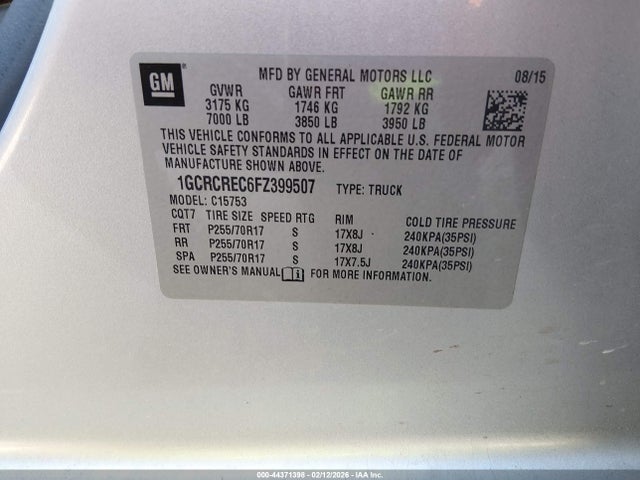 GM
MFD BY GENERAL MOTORS LLC 08/15
GVWR GAWR FRT GAWR RR
3175 KG 1746 KG 1792 KG
7000 LB 3850 LB 3950 LB
THIS VEHICLE CONFORMS TO ALL APPLICABLE U.S. FEDERAL MOTOR
VEHICLE SAFETY STANDARDS IN EFFECT ON THE DATE OF
MANUFACTURE SHOWN ABOVE.
1GCRCREC6FZ399507 TYPE: TRUCK
MODEL: C15753
CQT7 TIRE SIZE SPEED RTG RIM COLD TIRE PRESSURE
FRT P255/70R17 S 17X8J 240KPA(35PSI)
RR P255/70R17 S 17X8J 240KPA(35PSI)
SPA P255/70R17 S 17X7.5J 240KPA(35PSI)
SEE OWNER'S MANUAL i FOR MORE INFORMATION.
000-44371398 - 02/12/2026 - IAA Inc.